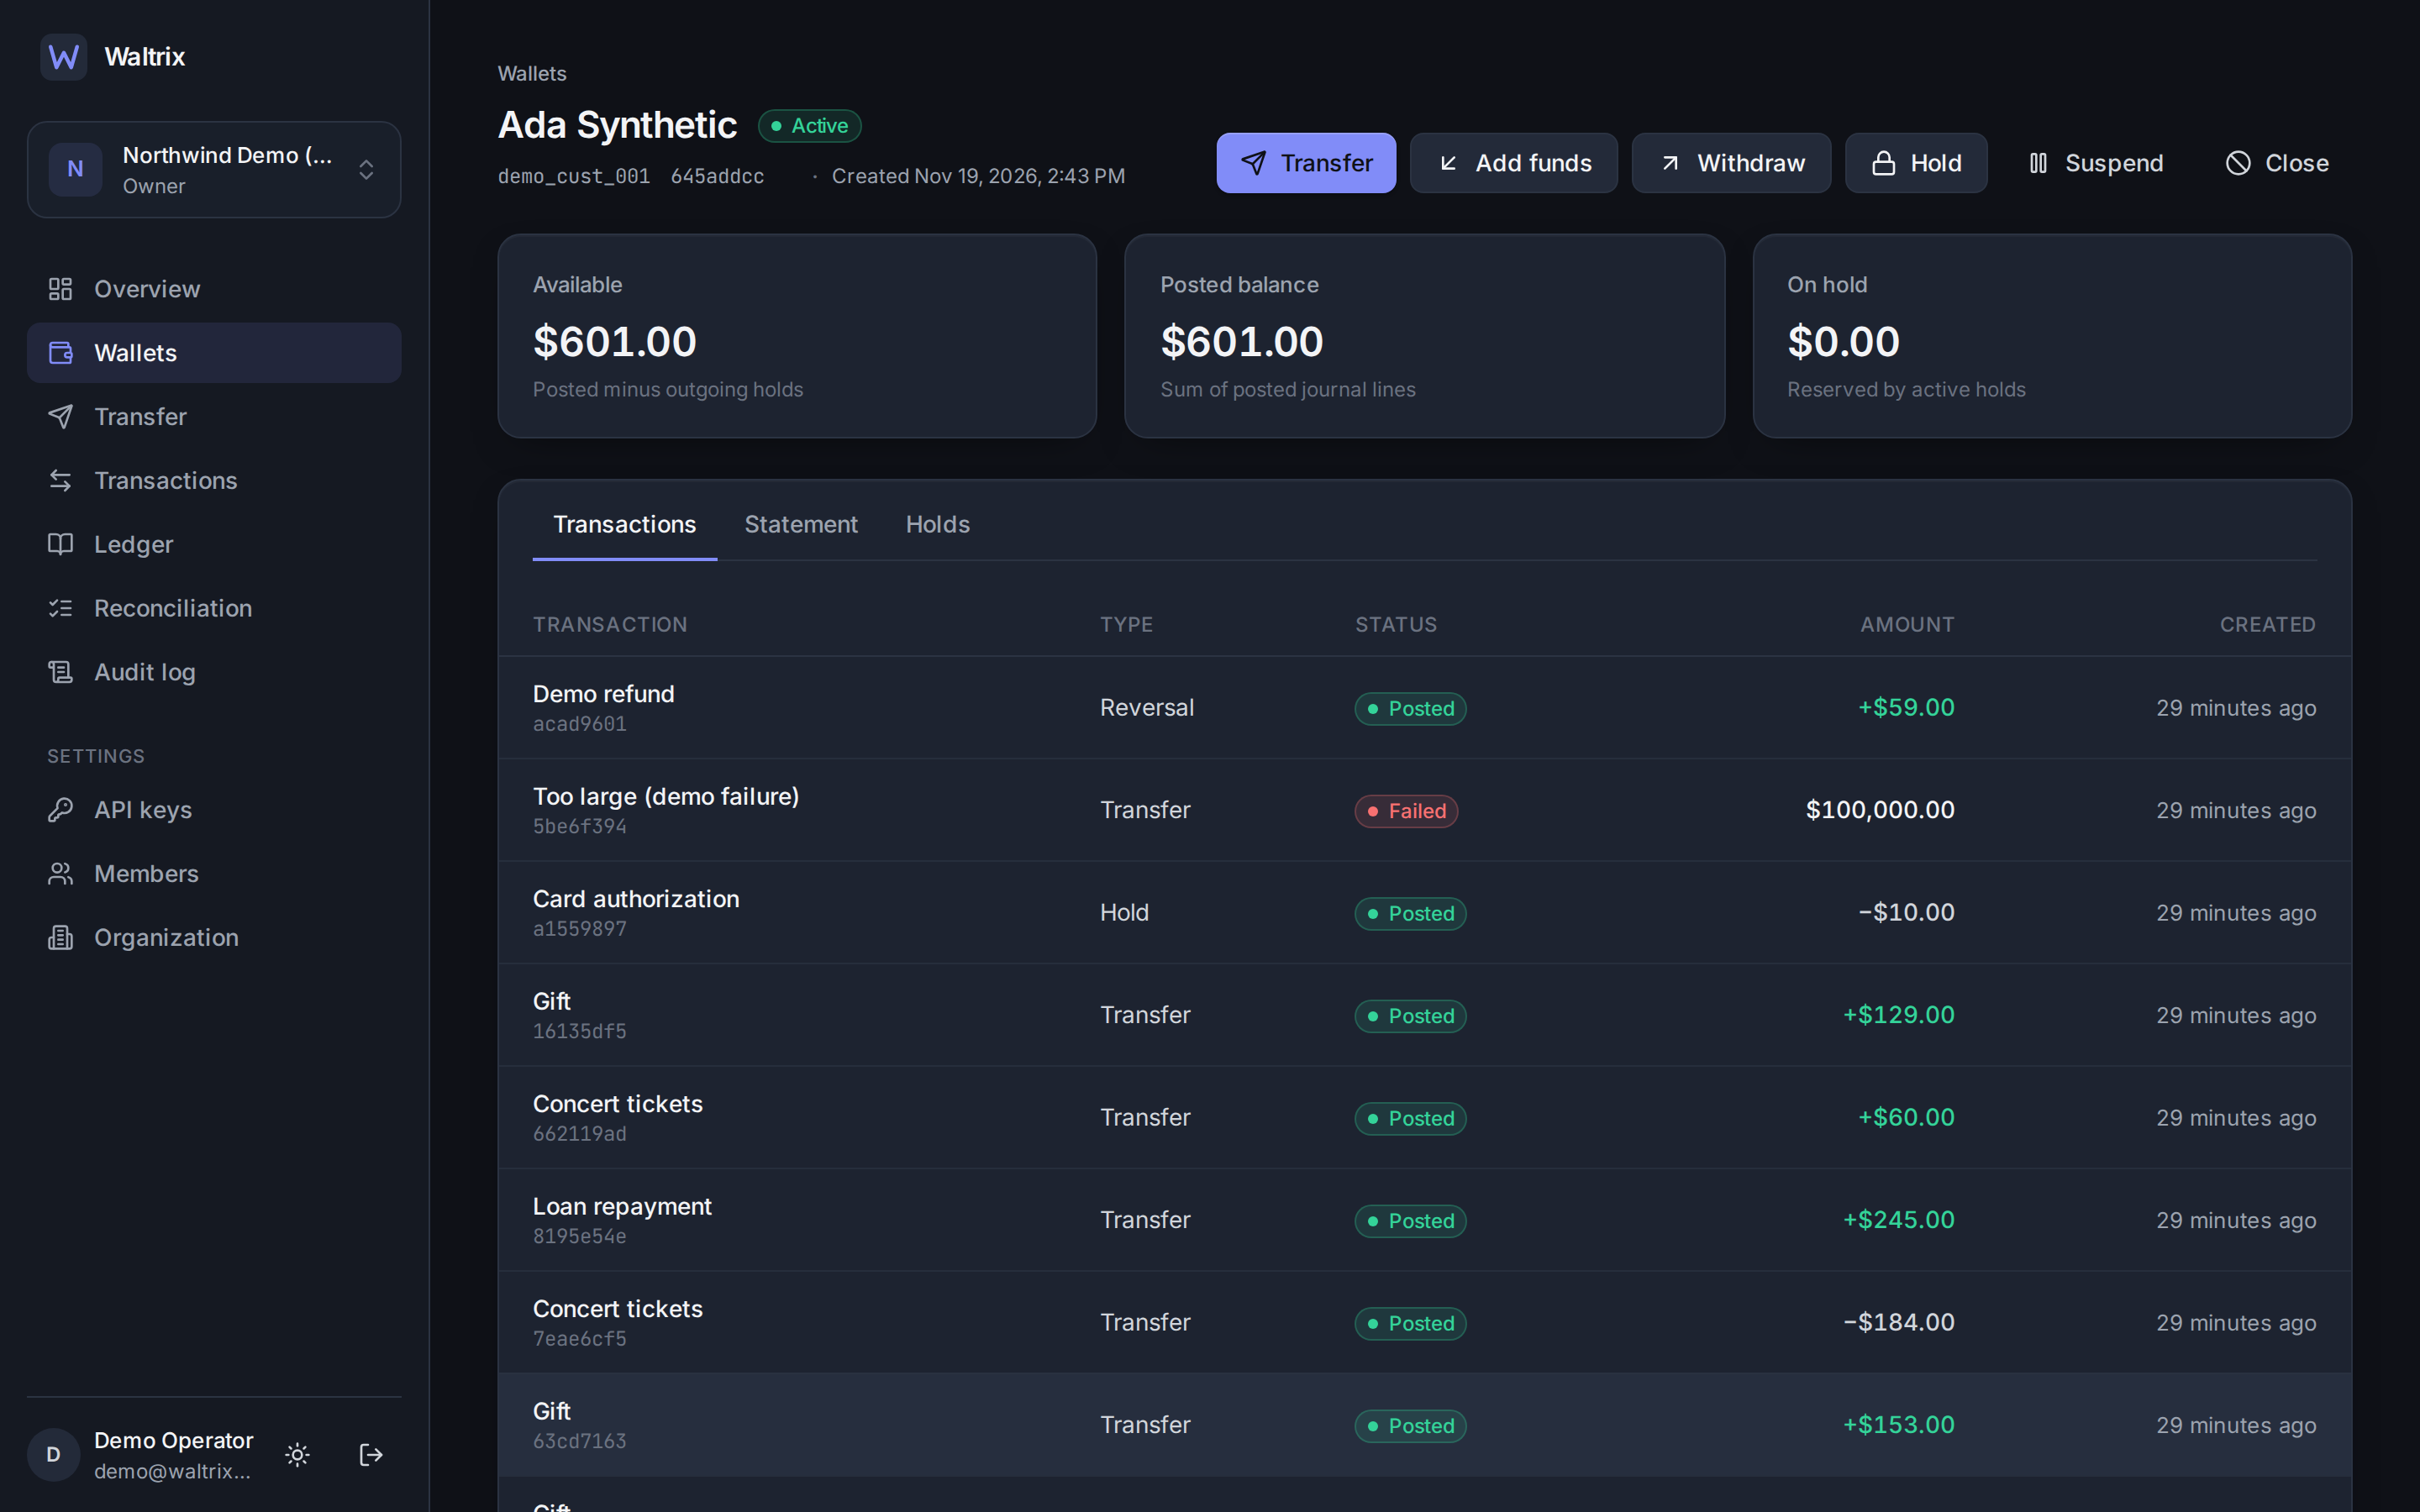 Waltrix
N
Northwind Demo (...
Owner
Overview
Wallets
Transfer
Transactions
Ledger
Reconciliation
Audit log
SETTINGS
API keys
Members
Organization
D
Demo Operator
demo@waltrix...
Wallets
Ada Synthetic
Active
demo_cust_001 645addcc · Created Nov 19, 2026, 2:43 PM
Transfer
Add funds
Withdraw
Hold
Suspend
Close
Available
$601.00
Posted minus outgoing holds
Posted balance
$601.00
Sum of posted journal lines
On hold
$0.00
Reserved by active holds
Transactions Statement Holds
TRANSACTION TYPE STATUS AMOUNT CREATED
Demo refund
acad9601
Reversal Posted +$59.00 29 minutes ago
Too large (demo failure)
5be6f394
Transfer Failed $100,000.00 29 minutes ago
Card authorization
a1559897
Hold Posted −$10.00 29 minutes ago
Gift
16135df5
Transfer Posted +$129.00 29 minutes ago
Concert tickets
662119ad
Transfer Posted +$60.00 29 minutes ago
Loan repayment
8195e54e
Transfer Posted +$245.00 29 minutes ago
Concert tickets
7eae6cf5
Transfer Posted −$184.00 29 minutes ago
Gift
63cd7163
Transfer Posted +$153.00 29 minutes ago
Gift